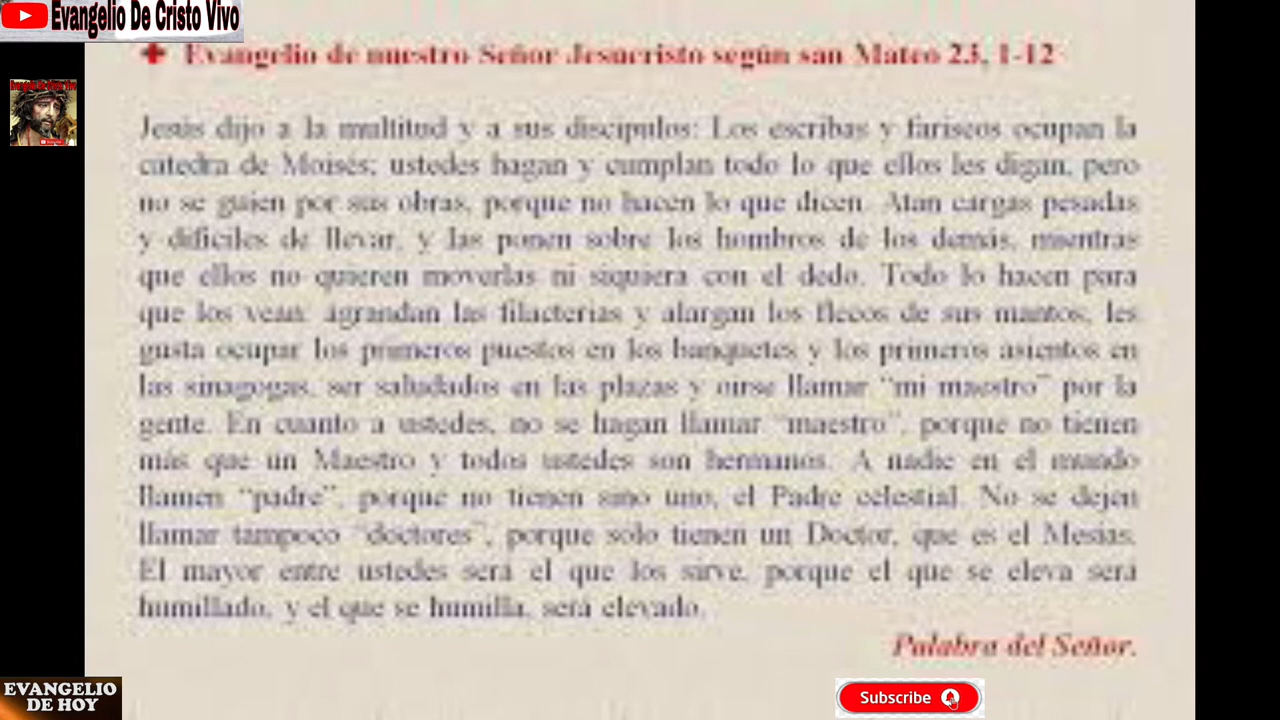 Evangelio De Cristo Vivo
✚ Evangelio de nuestro Señor Jesucristo según san Mateo 23, 1-12
Jesús dijo a la multitud y a sus discípulos: Los escribas y fariseos ocupan la
cátedra de Moisés; ustedes hagan y cumplan todo lo que ellos les digan, pero
no se guíen por sus obras, porque no hacen lo que dicen. Atan cargas pesadas
y difíciles de llevar, y las ponen sobre los hombros de los demás, mientras
que ellos no quieren moverlas ni siquiera con el dedo. Todo lo hacen para
que los vean: agrandan las filacterias y alargan los flecos de sus mantos, les
gusta ocupar los primeros puestos en los banquetes y los primeros asientos en
las sinagogas, ser saludados en las plazas y oírse llamar “mi maestro” por la
gente. En cuanto a ustedes, no se hagan llamar “maestro”, porque no tienen
más que un Maestro y todos ustedes son hermanos. A nadie en el mundo
llamen “padre”, porque no tienen sino uno, el Padre celestial. No se dejen
llamar tampoco “doctores”, porque sólo tienen un Doctor, que es el Mesías.
El mayor entre ustedes será el que los sirve, porque el que se eleva será
humillado, y el que se humilla, será elevado.
Palabra del Señor.
EVANGELIO
DE HOY
Subscribe